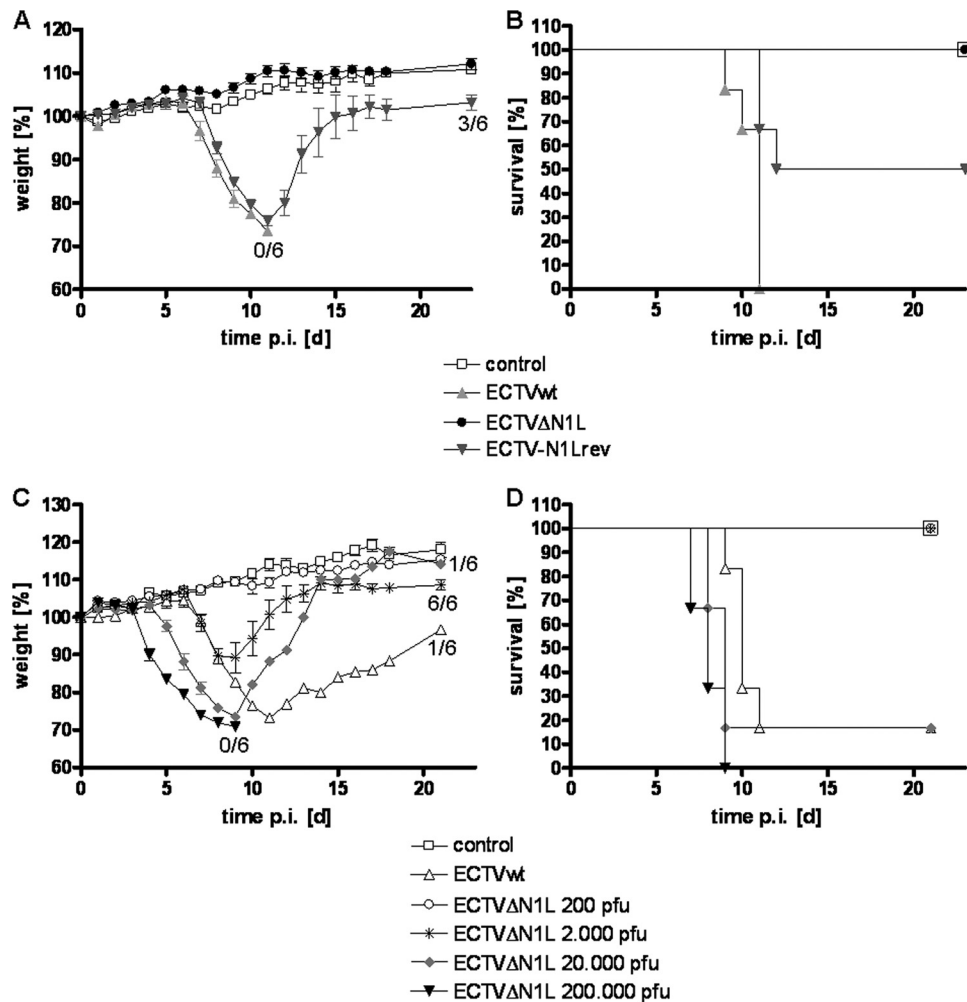 A
B
120
110
100
90
80
70
60
weight [%]
0 5 10 15 20
time p.i. [d]
0/6
3/6
110
100
90
80
70
60
50
40
30
20
10
0
survival [%]
0 5 10 15 20
time p.i. [d]
control
ECTVwt
ECTVΔN1L
ECTV-N1Lrev
C
D
130
120
110
100
90
80
70
60
weight [%]
0 5 10 15 20
time p.i. [d]
1/6
6/6
1/6
0/6
110
100
90
80
70
60
50
40
30
20
10
0
survival [%]
0 5 10 15 20
time p.i. [d]
control
ECTVwt
ECTVΔN1L 200 pfu
ECTVΔN1L 2.000 pfu
ECTVΔN1L 20.000 pfu
ECTVΔN1L 200.000 pfu